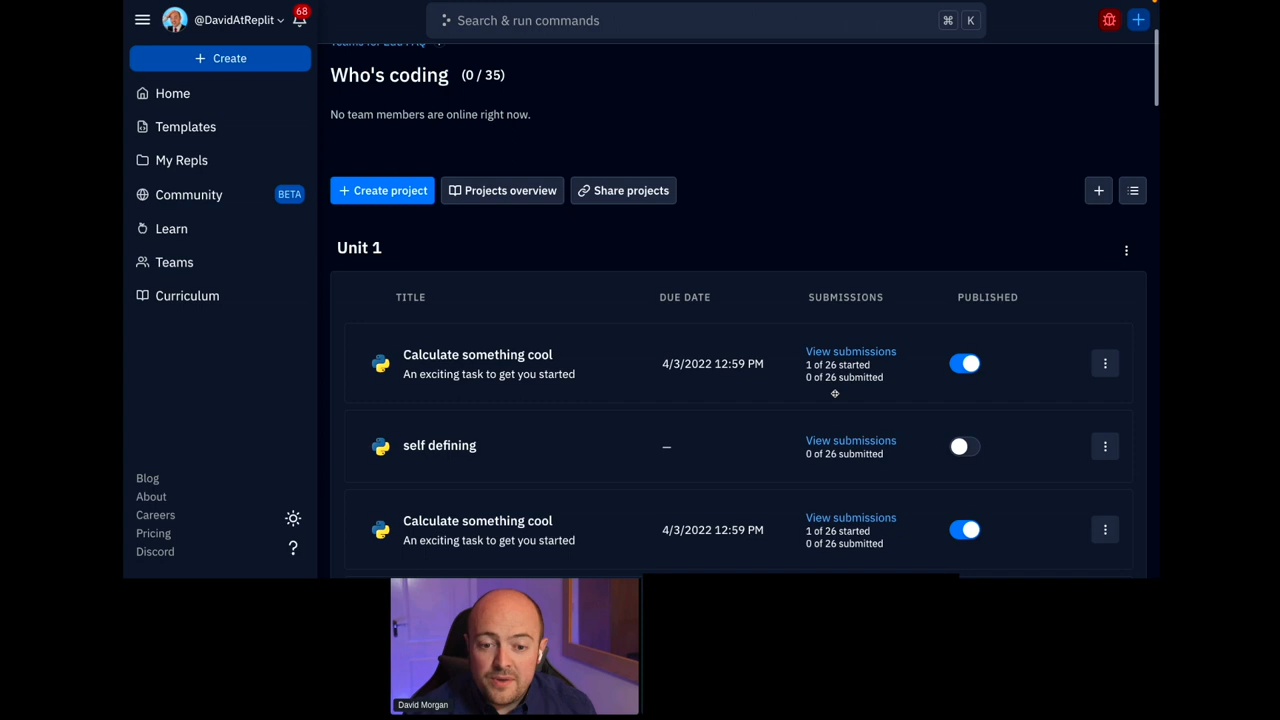 @DavidAtReplit
68
Search & run commands
⌘ K
+ Create
Home
Templates
My Repls
Community BETA
Learn
Teams
Curriculum
Blog
About
Careers
Pricing
Discord
Who's coding (0 / 35)
No team members are online right now.
+ Create project
Projects overview
Share projects
Unit 1
TITLE DUE DATE SUBMISSIONS PUBLISHED
Calculate something cool
An exciting task to get you started
4/3/2022 12:59 PM
View submissions
1 of 26 started
0 of 26 submitted
self defining
—
View submissions
0 of 26 submitted
Calculate something cool
An exciting task to get you started
4/3/2022 12:59 PM
View submissions
1 of 26 started
0 of 26 submitted
David Morgan